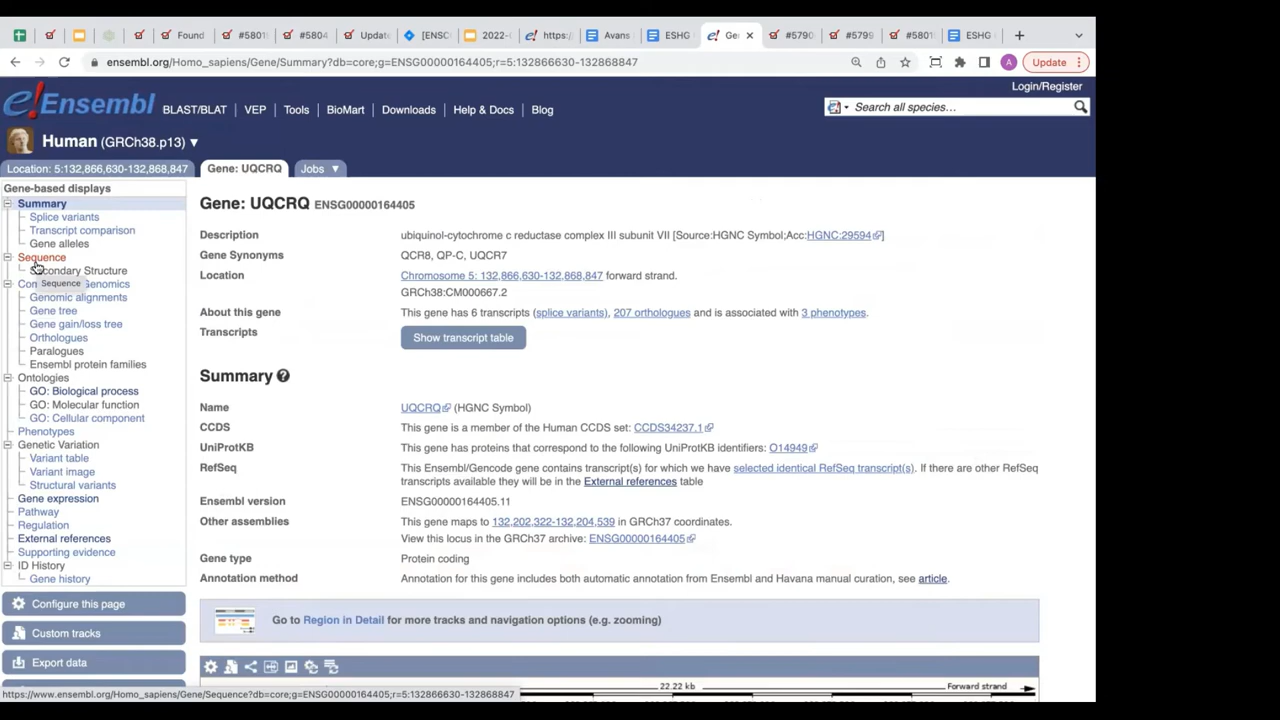 Found
#5801
#5804
Update
[ENSC
2022-
https:
Avans
ESHG
Ge
#5790
#5799
#5801
ESHG
ensembl.org/Homo_sapiens/Gene/Summary?db=core;g=ENSG00000164405;r=5:132866630-132868847
A
Update
Login/Register
e!Ensembl
BLAST/BLAT | VEP | Tools | BioMart | Downloads | Help & Docs | Blog
Search all species…
Human (GRCh38.p13) ▼
Location: 5:132,866,630-132,868,847
Gene: UQCRQ
Jobs ▼
Gene-based displays
Summary
Splice variants
Transcript comparison
Gene alleles
Sequence
Secondary Structure
Sequence
Genomics
Genomic alignments
Gene tree
Gene gain/loss tree
Orthologues
Paralogues
Ensembl protein families
Ontologies
GO: Biological process
GO: Molecular function
GO: Cellular component
Phenotypes
Genetic Variation
Variant table
Variant image
Structural variants
Gene expression
Pathway
Regulation
External references
Supporting evidence
ID History
Gene history
Configure this page
Custom tracks
Export data
Gene: UQCRQ ENSG00000164405
Description ubiquinol-cytochrome c reductase complex III subunit VII [Source:HGNC Symbol;Acc:HGNC:29594]
Gene Synonyms QCR8, QP-C, UQCR7
Location Chromosome 5: 132,866,630-132,868,847 forward strand.
GRCh38:CM000667.2
About this gene This gene has 6 transcripts (splice variants), 207 orthologues and is associated with 3 phenotypes.
Transcripts Show transcript table
Summary ?
Name UQCRQ (HGNC Symbol)
CCDS This gene is a member of the Human CCDS set: CCDS34237.1
UniProtKB This gene has proteins that correspond to the following UniProtKB identifiers: O14949
RefSeq This Ensembl/Gencode gene contains transcript(s) for which we have selected identical RefSeq transcript(s). If there are other RefSeq
transcripts available they will be in the External references table
Ensembl version ENSG00000164405.11
Other assemblies This gene maps to 132,202,322-132,204,539 in GRCh37 coordinates.
View this locus in the GRCh37 archive: ENSG00000164405
Gene type Protein coding
Annotation method Annotation for this gene includes both automatic annotation from Ensembl and Havana manual curation, see article.
Go to Region in Detail for more tracks and navigation options (e.g. zooming)
22.22 kb Forward strand
https://www.ensembl.org/Homo_sapiens/Gene/Sequence?db=core;g=ENSG00000164405;r=5:132866630-132868847